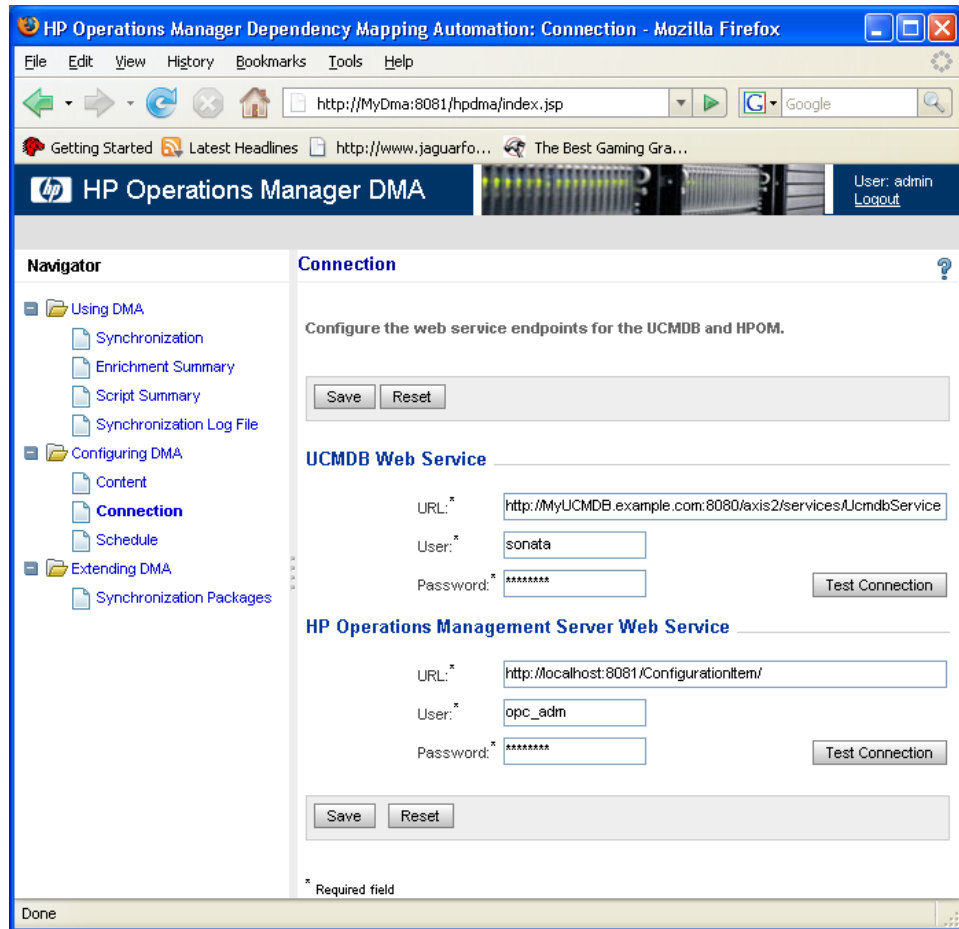 HP Operations Manager Dependency Mapping Automation: Connection - Mozilla Firefox
File Edit View History Bookmarks Tools Help
http://MyDma:8081/hpdma/index.jsp
G Google
Getting Started Latest Headlines http://www.jaguarfo... The Best Gaming Gra...
hp HP Operations Manager DMA
User: admin
Logout
Navigator
Using DMA
Synchronization
Enrichment Summary
Script Summary
Synchronization Log File
Configuring DMA
Content
Connection
Schedule
Extending DMA
Synchronization Packages
Connection ?
Configure the web service endpoints for the UCMDB and HPOM.
Save Reset
UCMDB Web Service
URL:* http://MyUCMDB.example.com:8080/axis2/services/UcmdbService
User:* sonata
Password:* ******** Test Connection
HP Operations Management Server Web Service
URL:* http://localhost:8081/ConfigurationItem/
User:* opc_adm
Password:* ******** Test Connection
Save Reset
* Required field
Done